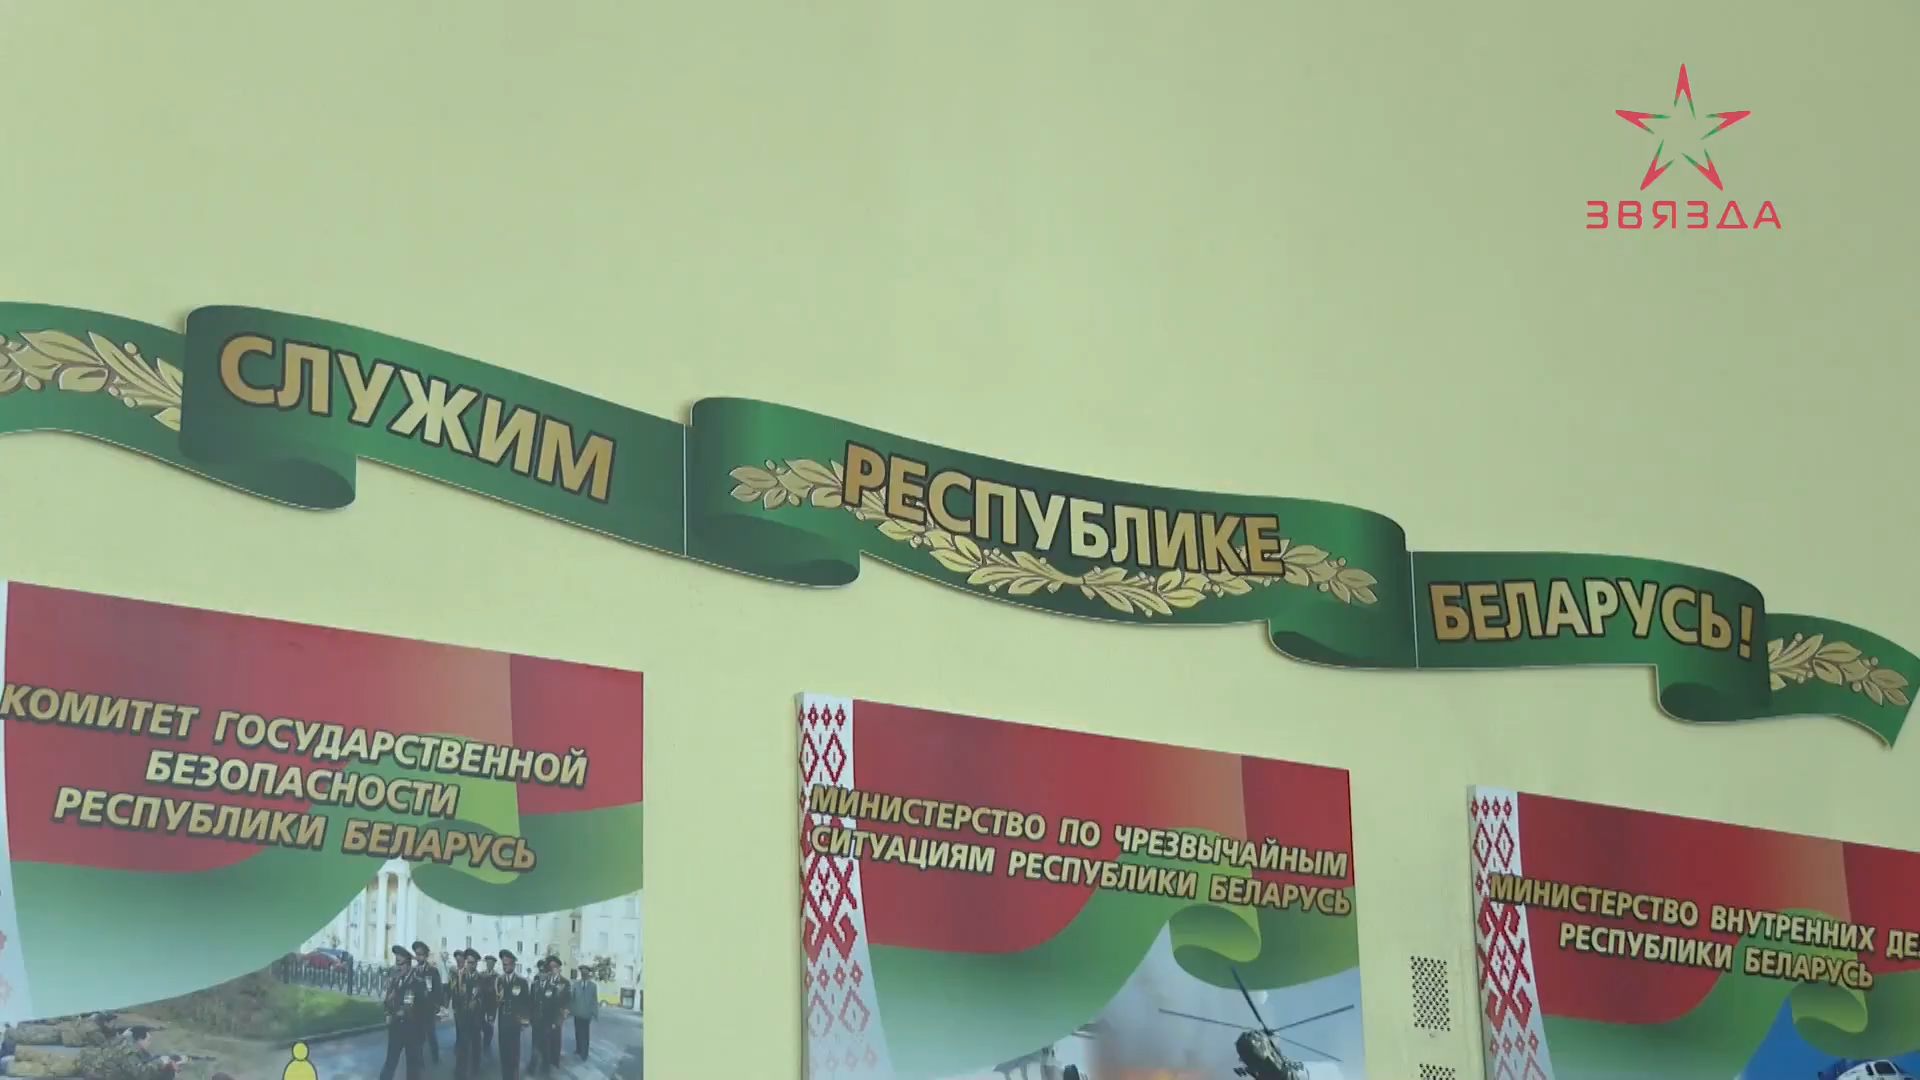 ЗВЯЗДА
СЛУЖИМ РЕСПУБЛИКЕ БЕЛАРУСЬ!
КОМИТЕТ ГОСУДАРСТВЕННОЙ
БЕЗОПАСНОСТИ
РЕСПУБЛИКИ БЕЛАРУСЬ
МИНИСТЕРСТВО ПО ЧРЕЗВЫЧАЙНЫМ
СИТУАЦИЯМ РЕСПУБЛИКИ БЕЛАРУСЬ
МИНИСТЕРСТВО ВНУТРЕННИХ ДЕ
РЕСПУБЛИКИ БЕЛАРУСЬ